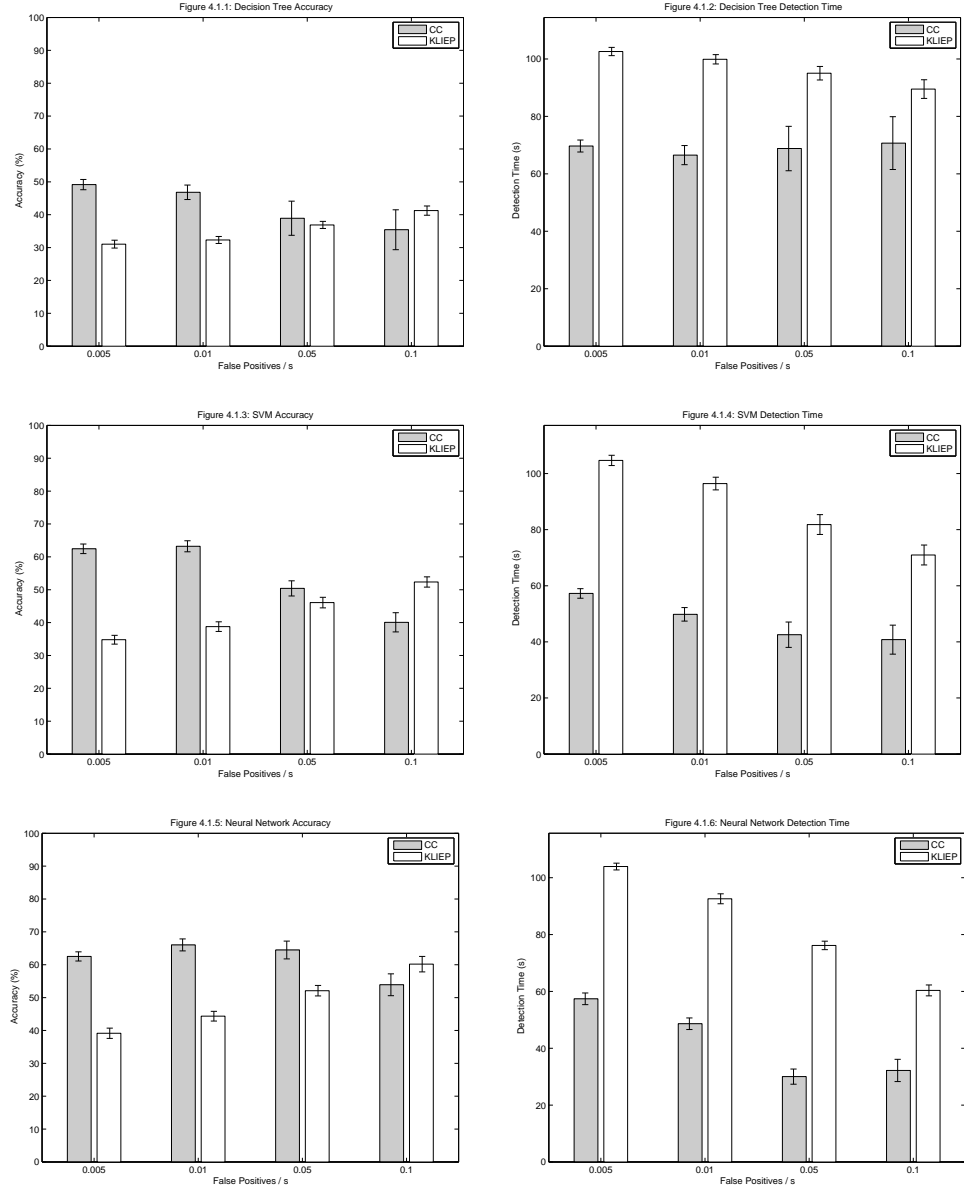 Figure 4.1.1: Decision Tree Accuracy
100
90
80
70
60
50
40
30
20
10
0
Accuracy (%)
CC
KLIEP
0.005 0.01 0.05 0.1
False Positives / s
Figure 4.1.2: Decision Tree Detection Time
100
80
60
40
20
0
Detection Time (s)
CC
KLIEP
0.005 0.01 0.05 0.1
False Positives / s
Figure 4.1.3: SVM Accuracy
100
90
80
70
60
50
40
30
20
10
0
Accuracy (%)
CC
KLIEP
0.005 0.01 0.05 0.1
False Positives / s
Figure 4.1.4: SVM Detection Time
100
80
60
40
20
0
Detection Time (s)
CC
KLIEP
0.005 0.01 0.05 0.1
False Positives / s
Figure 4.1.5: Neural Network Accuracy
100
90
80
70
60
50
40
30
20
10
0
Accuracy (%)
CC
KLIEP
0.005 0.01 0.05 0.1
False Positives / s
Figure 4.1.6: Neural Network Detection Time
100
80
60
40
20
0
Detection Time (s)
CC
KLIEP
0.005 0.01 0.05 0.1
False Positives / s